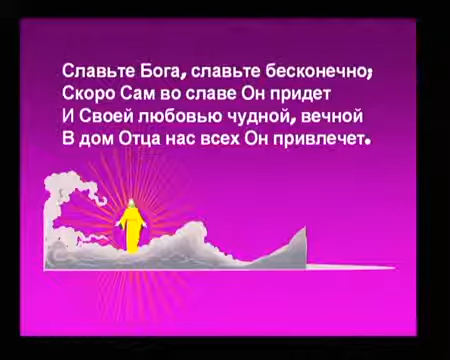 Славьте Бога, славьте бесконечно;
Скоро Сам во славе Он придет
И Своей любовью чудной, вечной
В дом Отца нас всех Он привлечет.